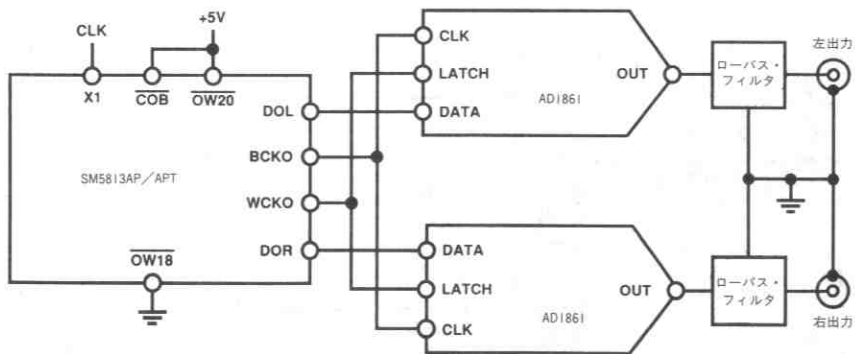 +5V
CLK
X1
COB
OW20
DOL
BCKO
WCKO
DOR
SM5813AP/APT
OW18
CLK
LATCH
DATA
OUT
AD1861
ローパス・
フィルタ
左出力
DATA
LATCH
CLK
OUT
AD1861
ローパス・
フィルタ
右出力